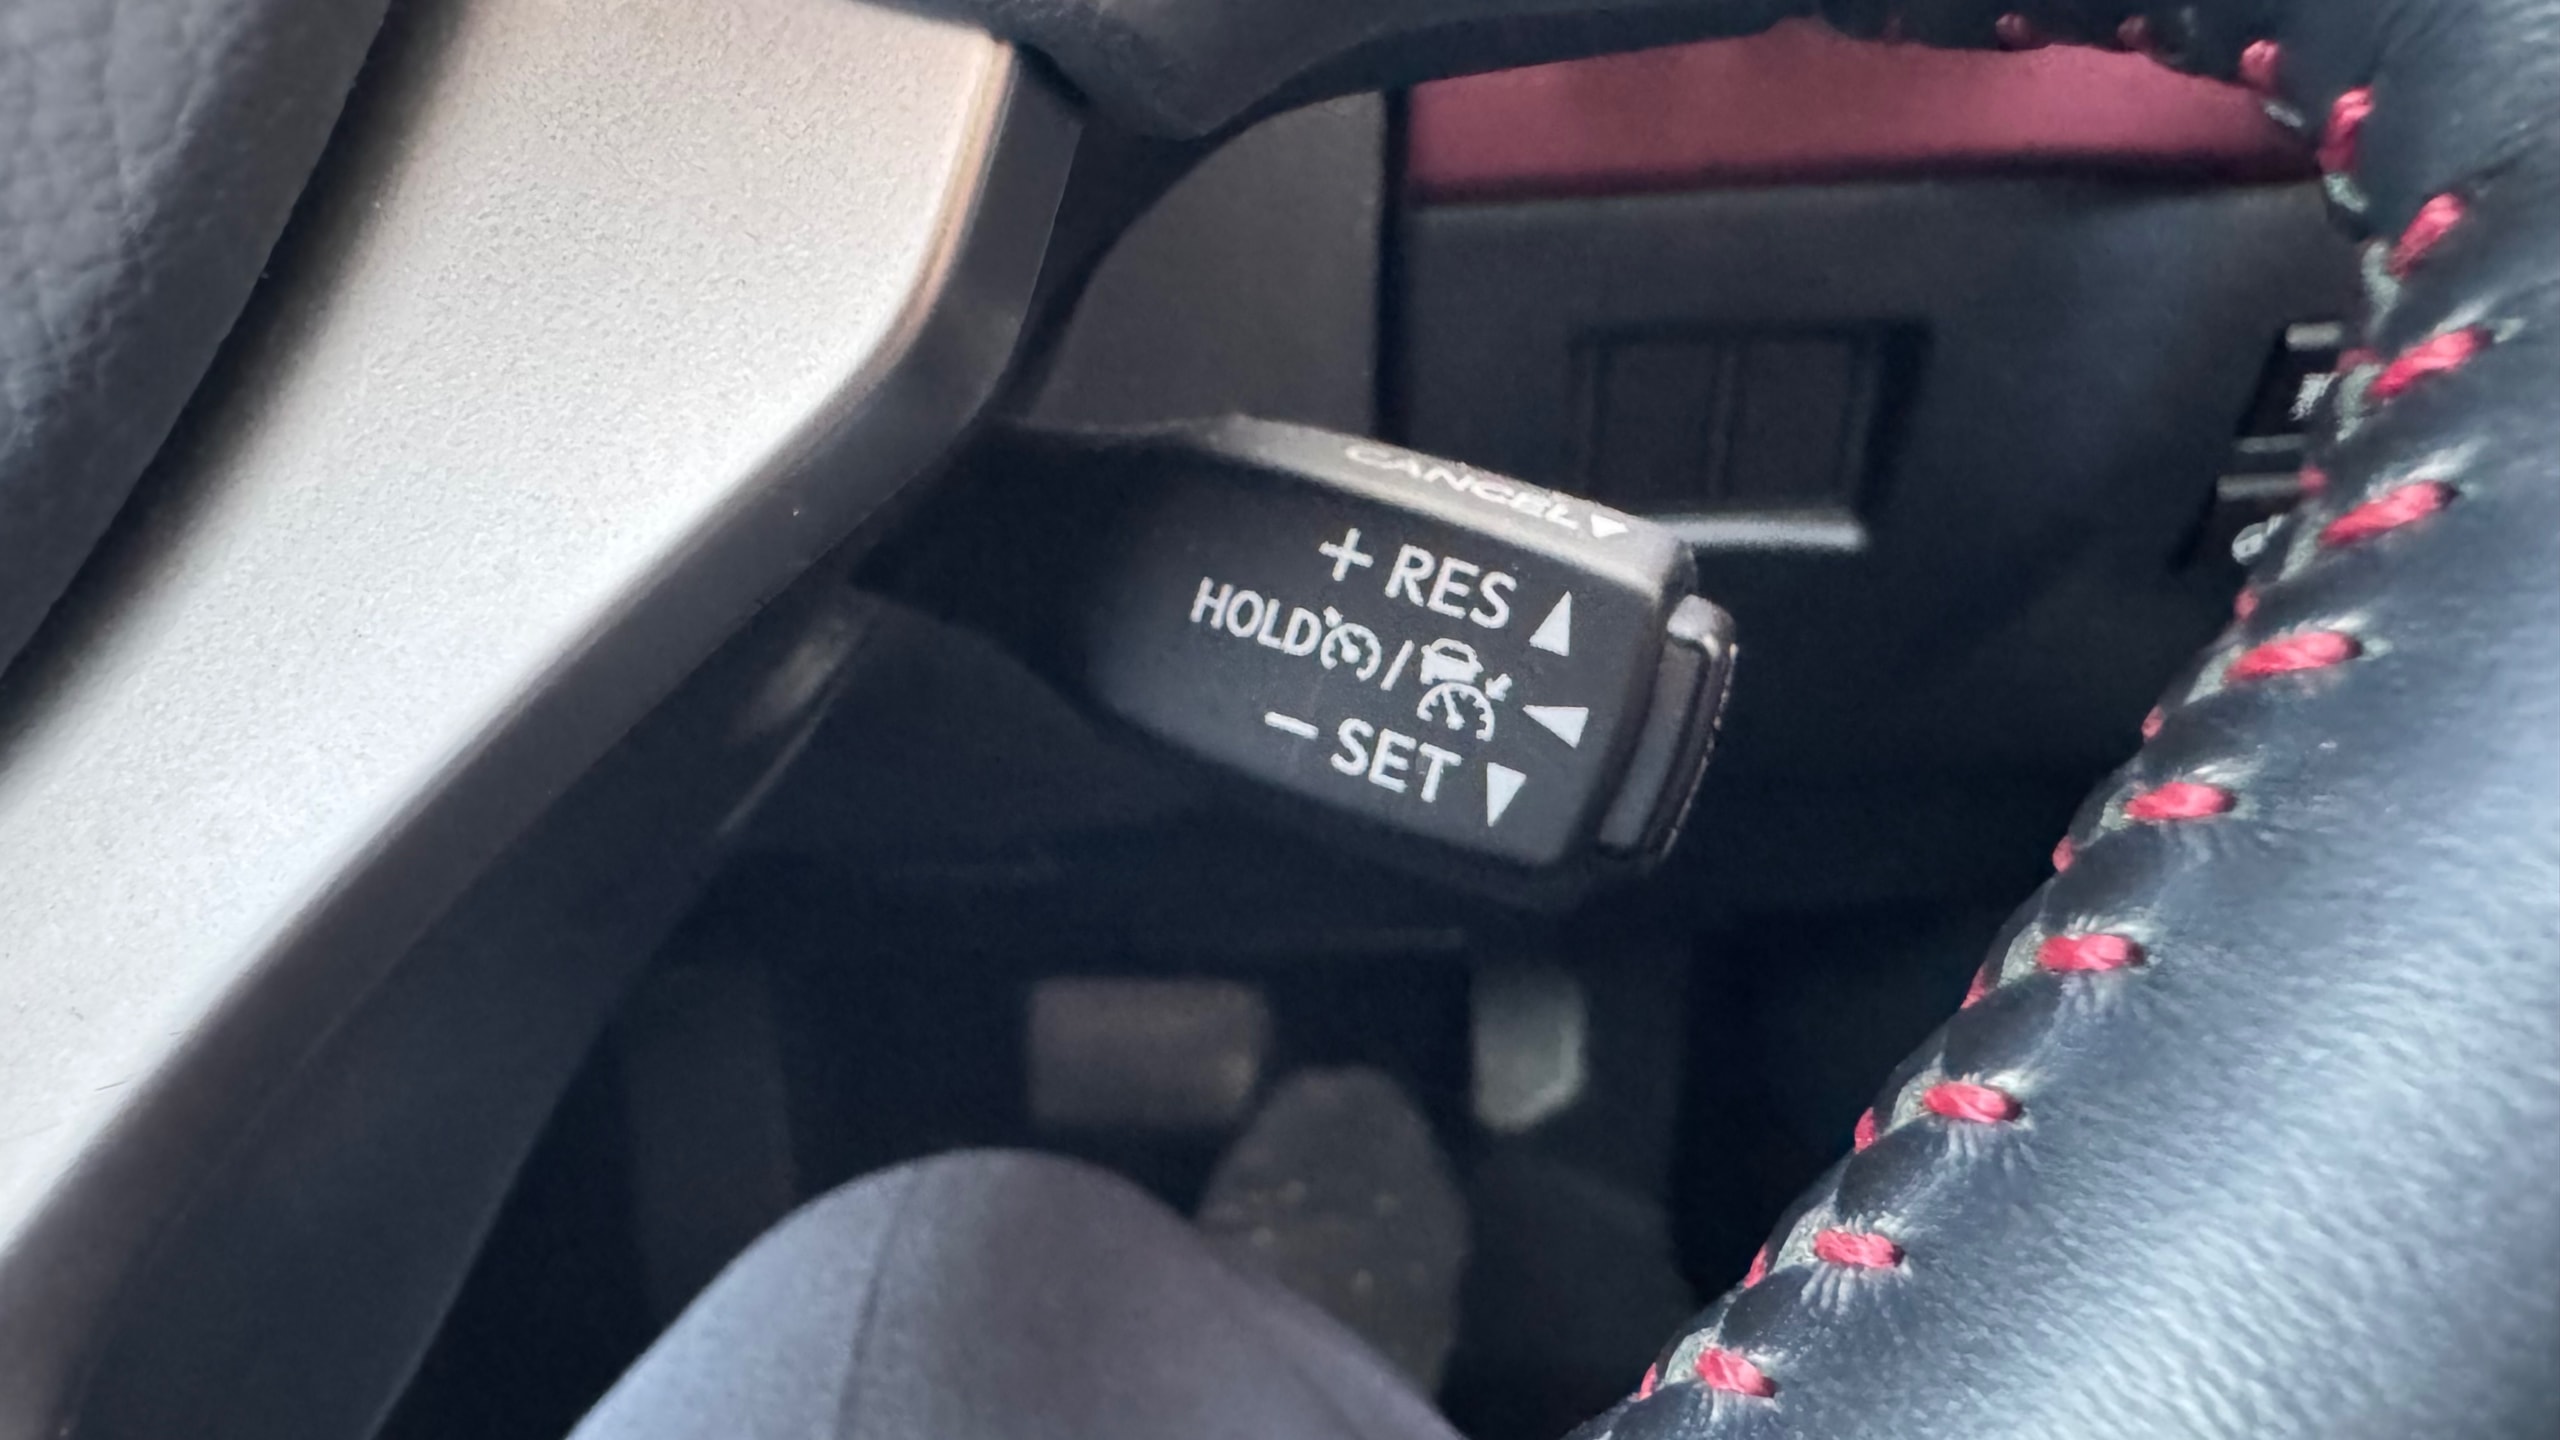 CANCEL
+ RES
HOLD /
− SET